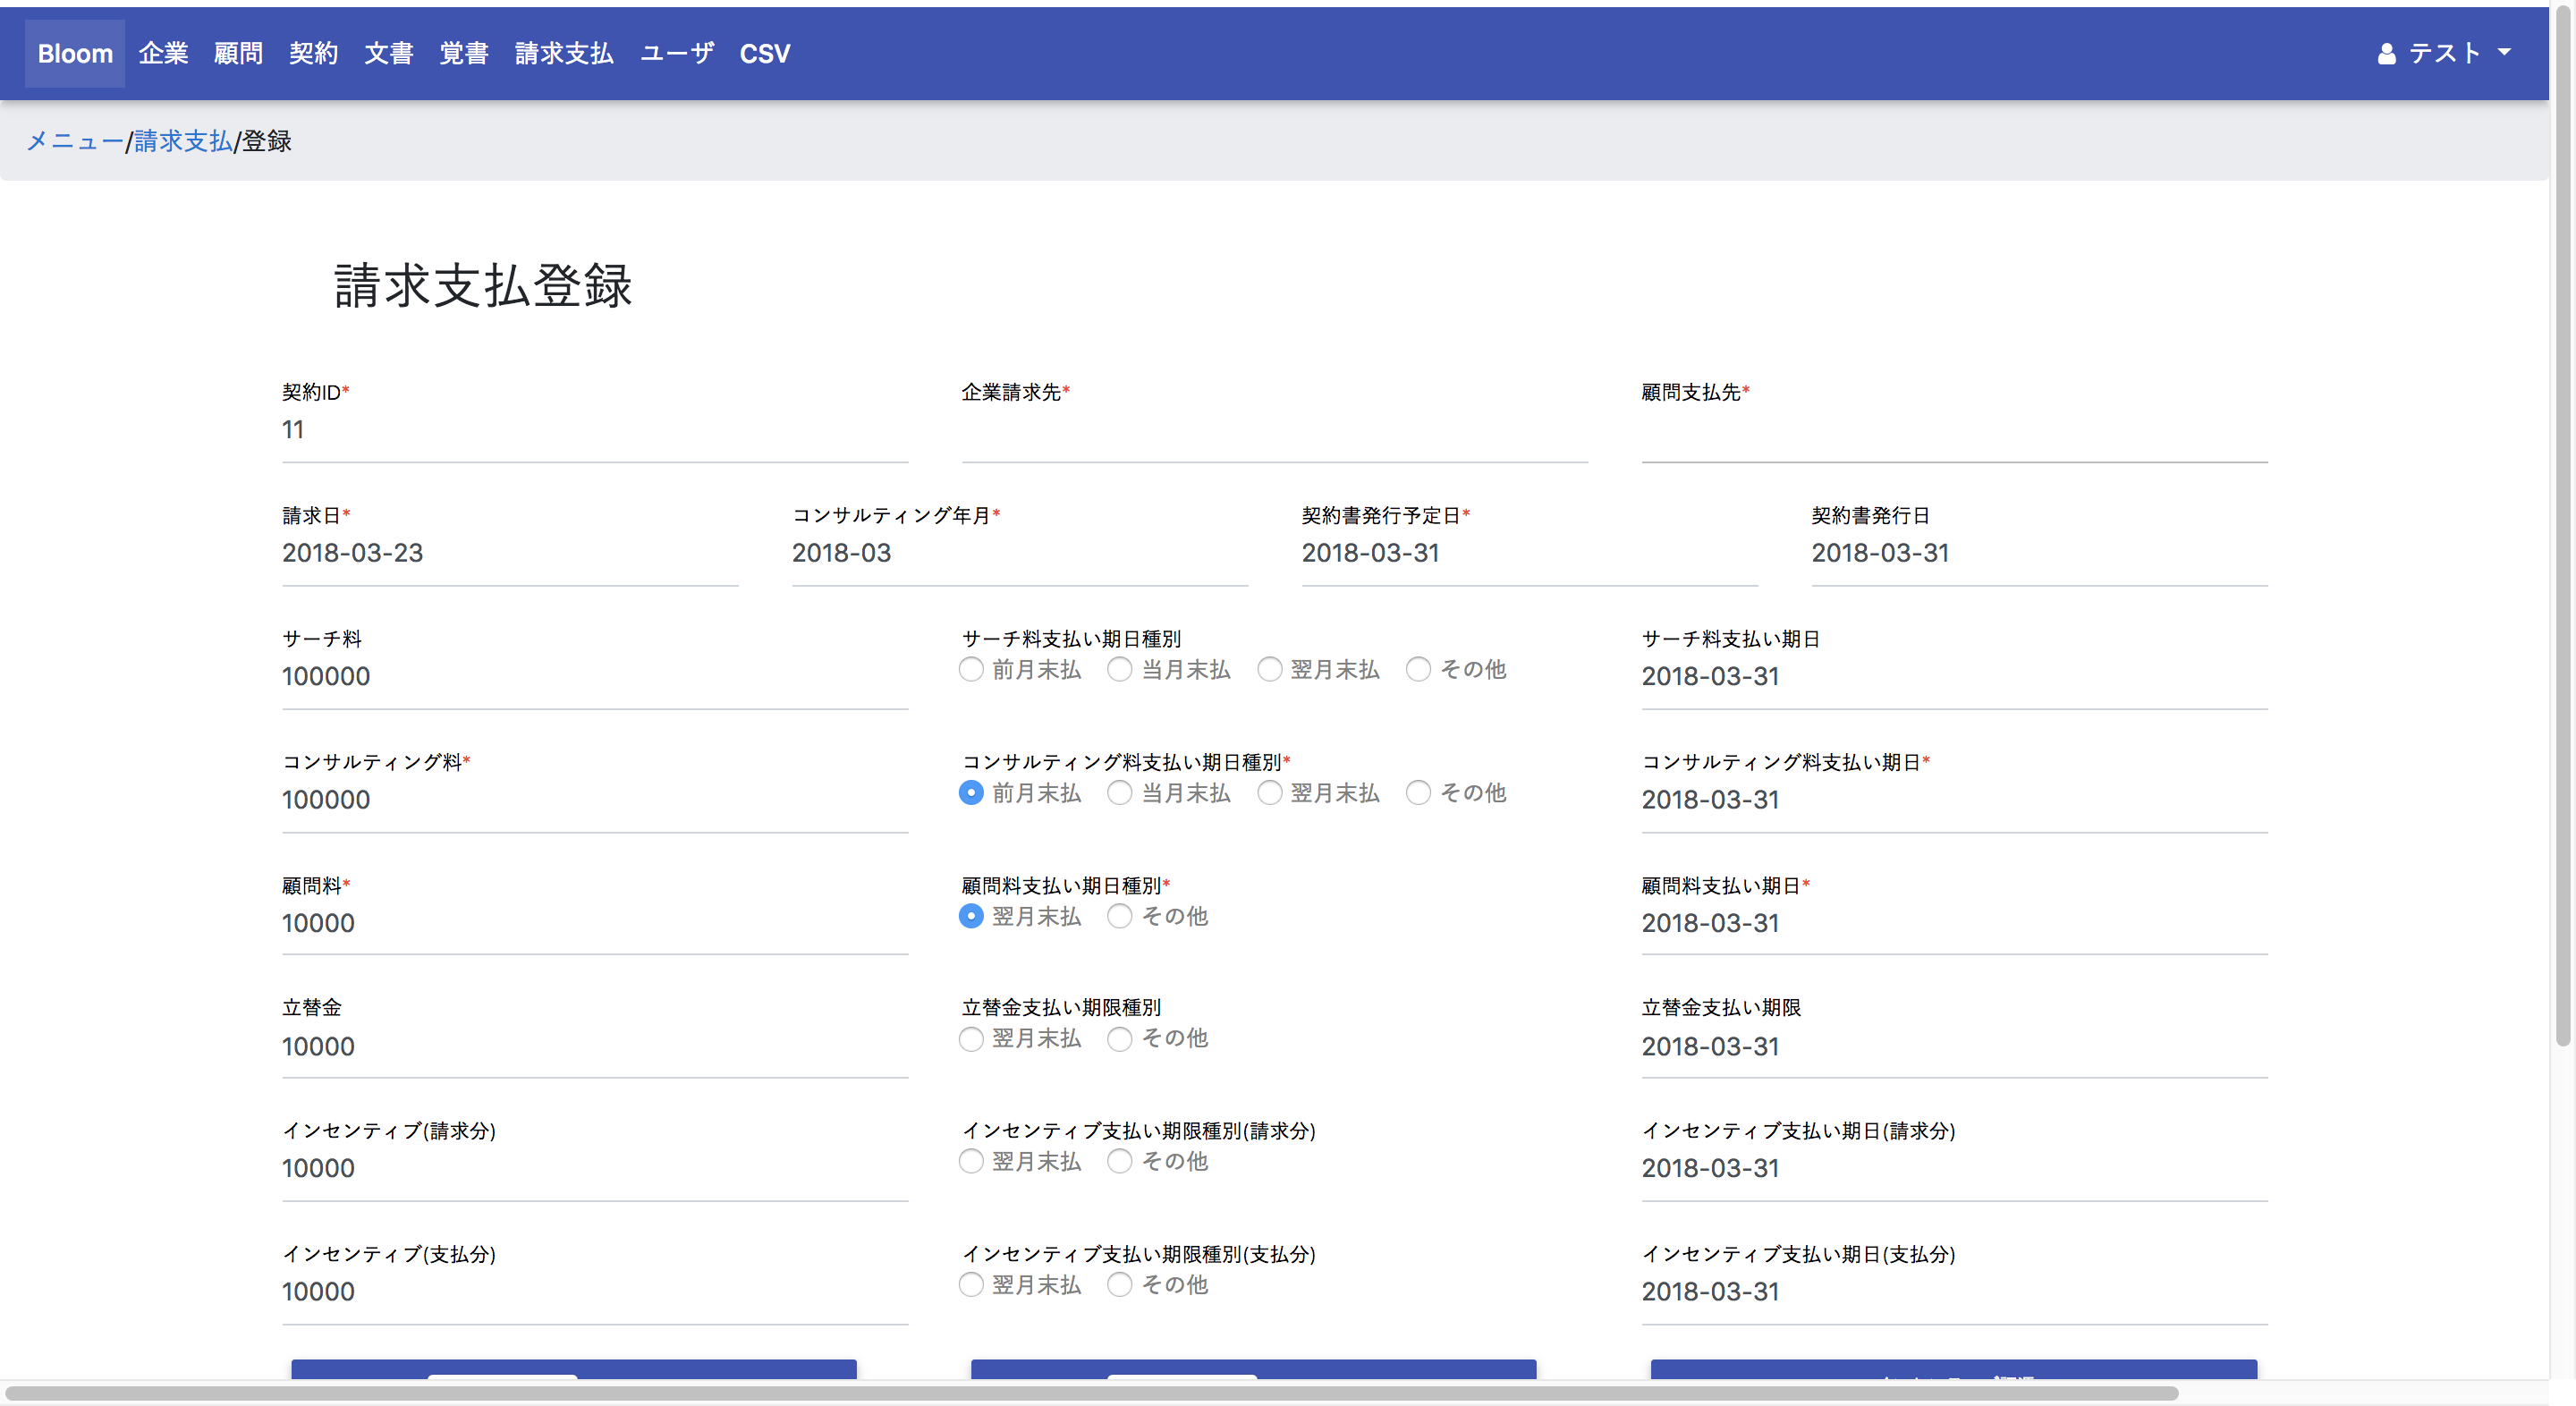 Bloom 企業 顧問 契約 文書 覚書 請求支払 ユーザ CSV テスト
メニュー/請求支払/登録
請求支払登録
契約ID* 企業請求先* 顧問支払先*
11
請求日* コンサルティング年月* 契約書発行予定日* 契約書発行日
2018-03-23 2018-03 2018-03-31 2018-03-31
サーチ料 サーチ料支払い期日種別 サーチ料支払い期日
100000 前月末払 当月末払 翌月末払 その他 2018-03-31
コンサルティング料* コンサルティング料支払い期日種別* コンサルティング料支払い期日*
100000 前月末払 当月末払 翌月末払 その他 2018-03-31
顧問料* 顧問料支払い期日種別* 顧問料支払い期日*
10000 翌月末払 その他 2018-03-31
立替金 立替金支払い期限種別 立替金支払い期限
10000 翌月末払 その他 2018-03-31
インセンティブ(請求分) インセンティブ支払い期限種別(請求分) インセンティブ支払い期日(請求分)
10000 翌月末払 その他 2018-03-31
インセンティブ(支払分) インセンティブ支払い期限種別(支払分) インセンティブ支払い期日(支払分)
10000 翌月末払 その他 2018-03-31